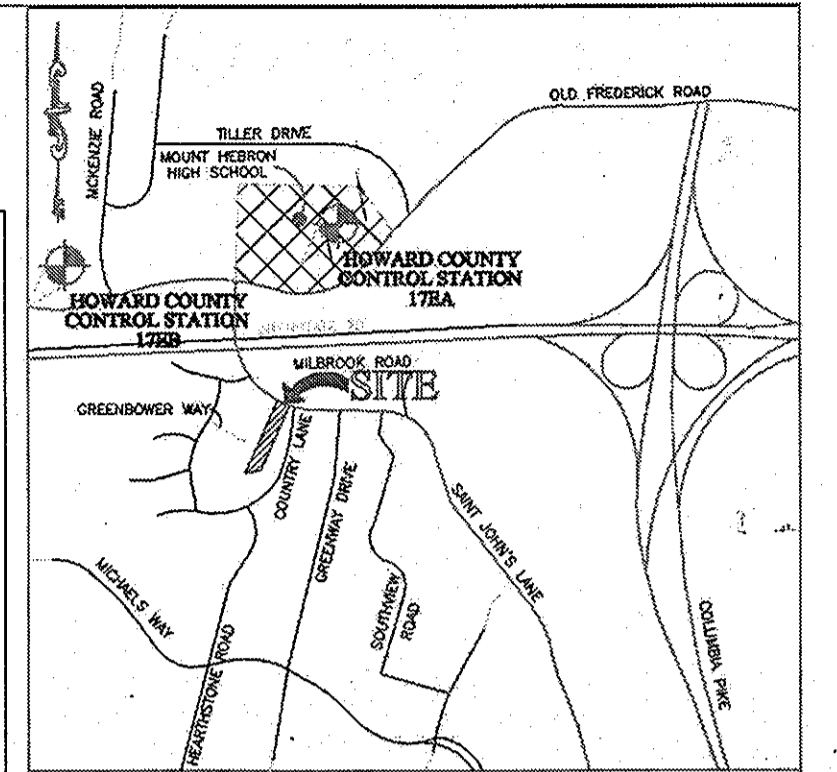 OLD FREDERICK ROAD
MCKENZIE ROAD
TILLER DRIVE
MOUNT HEBRON
HIGH SCHOOL
HOWARD COUNTY
CONTROL STATION
17EA
HOWARD COUNTY
CONTROL STATION
17EB
MILBROOK ROAD
SITE
GREENBOWER WAY
COUNTRY LANE
GREENWAY DRIVE
SAINT JOHN'S LANE
SOUTHVIEW
ROAD
MICHAELS WAY
HEARTHSTONE ROAD
COLUMBIA PIKE